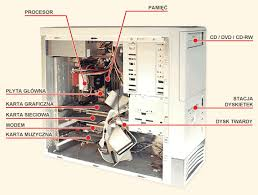 PROCESOR
PAMIĘĆ
CD / DVD / CD-RW
PŁYTA GŁÓWNA
KARTA GRAFICZNA
KARTA SIECIOWA
MODEM
KARTA MUZYCZNA
STACJA
DYSKIETEK
DYSK TWARDY